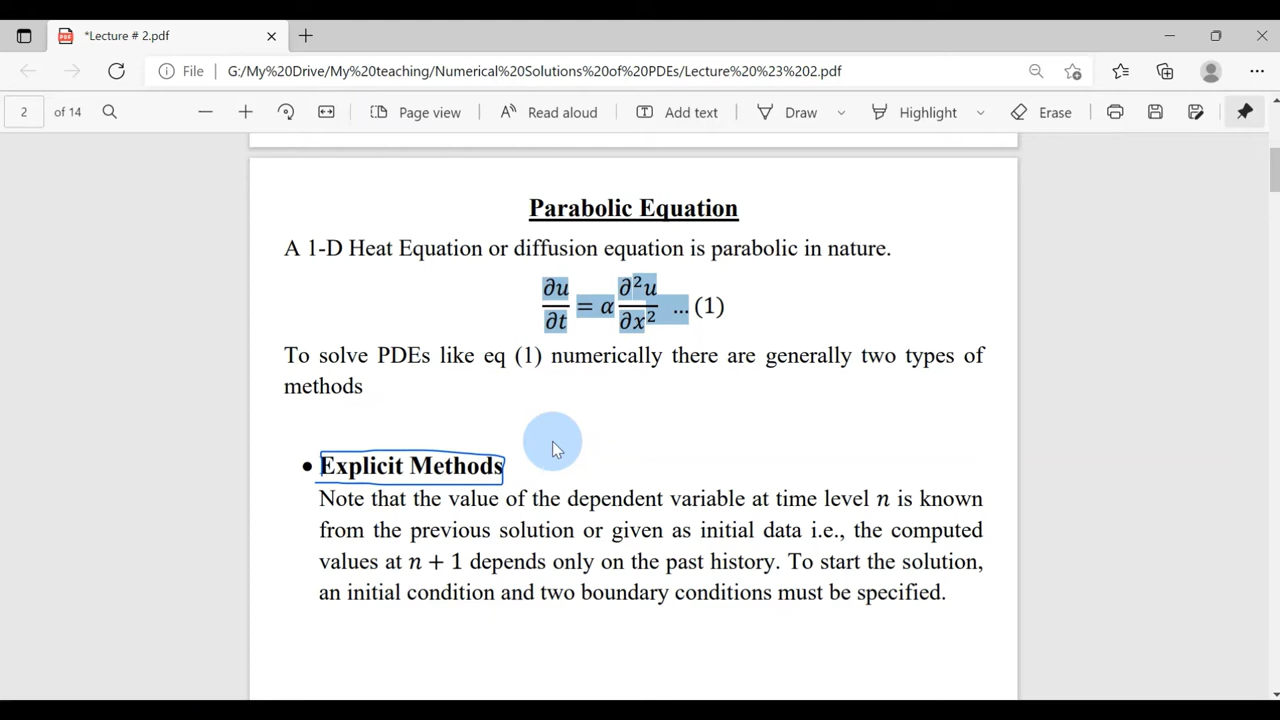 *Lecture # 2.pdf
File
G:/My%20Drive/My%20teaching/Numerical%20Solutions%20of%20PDEs/Lecture%20%23%202.pdf
2 of 14 Page view Read aloud Add text Draw Highlight Erase
Parabolic Equation
A 1-D Heat Equation or diffusion equation is parabolic in nature.
∂u/∂t = α ∂²u/∂x² … (1)
To solve PDEs like eq (1) numerically there are generally two types of
methods
• Explicit Methods
Note that the value of the dependent variable at time level n is known
from the previous solution or given as initial data i.e., the computed
values at n + 1 depends only on the past history. To start the solution,
an initial condition and two boundary conditions must be specified.